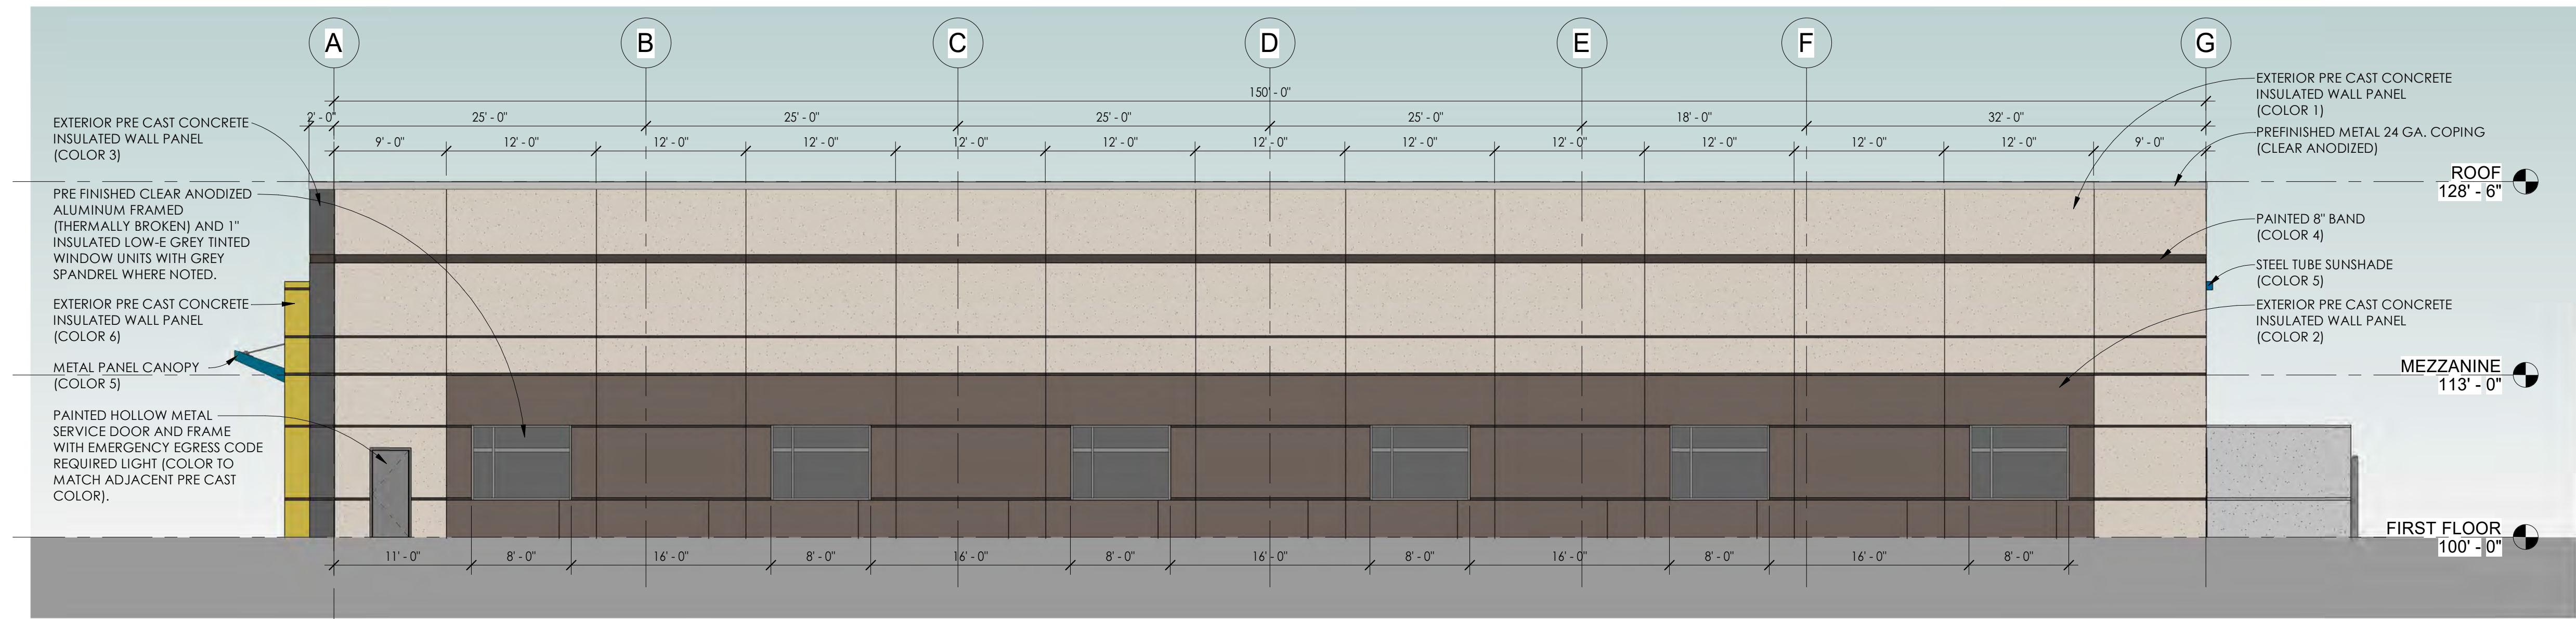 A B C D E F G
150' - 0"
2' - 0" 25' - 0" 25' - 0" 25' - 0" 25' - 0" 18' - 0" 32' - 0"
9' - 0" 12' - 0" 12' - 0" 12' - 0" 12' - 0" 12' - 0" 12' - 0" 12' - 0" 12' - 0" 12' - 0" 12' - 0" 12' - 0" 9' - 0"
EXTERIOR PRE CAST CONCRETE
INSULATED WALL PANEL
(COLOR 3)
PRE FINISHED CLEAR ANODIZED
ALUMINUM FRAMED
(THERMALLY BROKEN) AND 1"
INSULATED LOW-E GREY TINTED
WINDOW UNITS WITH GREY
SPANDREL WHERE NOTED.
EXTERIOR PRE CAST CONCRETE
INSULATED WALL PANEL
(COLOR 6)
METAL PANEL CANOPY
(COLOR 5)
PAINTED HOLLOW METAL
SERVICE DOOR AND FRAME
WITH EMERGENCY EGRESS CODE
REQUIRED LIGHT (COLOR TO
MATCH ADJACENT PRE CAST
COLOR).
EXTERIOR PRE CAST CONCRETE
INSULATED WALL PANEL
(COLOR 1)
PREFINISHED METAL 24 GA. COPING
(CLEAR ANODIZED)
ROOF
128' - 6"
PAINTED 8" BAND
(COLOR 4)
STEEL TUBE SUNSHADE
(COLOR 5)
EXTERIOR PRE CAST CONCRETE
INSULATED WALL PANEL
(COLOR 2)
MEZZANINE
113' - 0"
FIRST FLOOR
100' - 0"
11' - 0" 8' - 0" 16' - 0" 8' - 0" 16' - 0" 8' - 0" 16' - 0" 8' - 0" 16' - 0" 8' - 0" 16' - 0" 8' - 0"